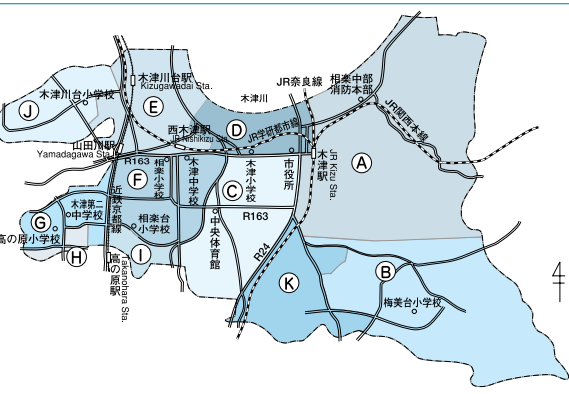 JR奈良線
相楽中部
消防本部
木津川台駅
Kizugawadai Sta.
木津川
木津川台小学校
J
E
D
JR関西本線
西木津駅
JR Nishikizu Sta.
JR学研都市線
山田川駅
Yamadagawa Sta.
R163
相楽小学校
木津中学校
木津小学校
市役所
木津駅
JR Kizu Sta.
A
F
C
近鉄京都線
木津第二
中学校
G
相楽台
小学校
中央体育館
R163
高の原小学校
H
I
高の原駅
Takanohara Sta.
R24
K
B
梅美台小学校